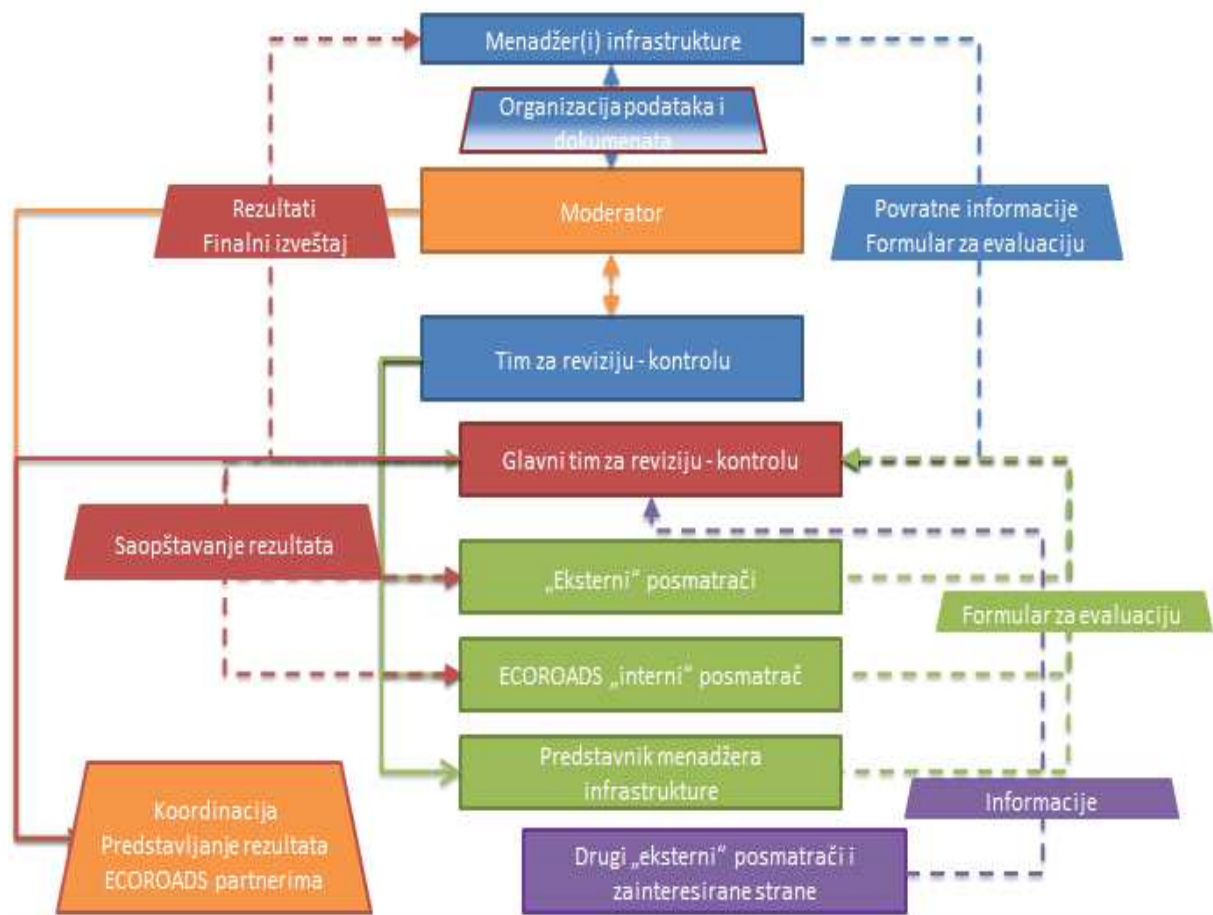 Menadžer(i) infrastrukture
Organizacija podataka i
dokumenata
Rezultati
Finalni izveštaj
Moderator
Povratne informacije
Formular za evaluaciju
Tim za reviziju - kontrolu
Glavni tim za reviziju - kontrolu
Saopštavanje rezultata
„Eksterni“ posmatrači
Formular za evaluaciju
ECOROADS „interni“ posmatrač
Predstavnik menadžera
infrastrukture
Informacije
Koordinacija
Predstavljanje rezultata
ECOROADS partnerima
Drugi „eksterni“ posmatrači i
zainteresirane strane